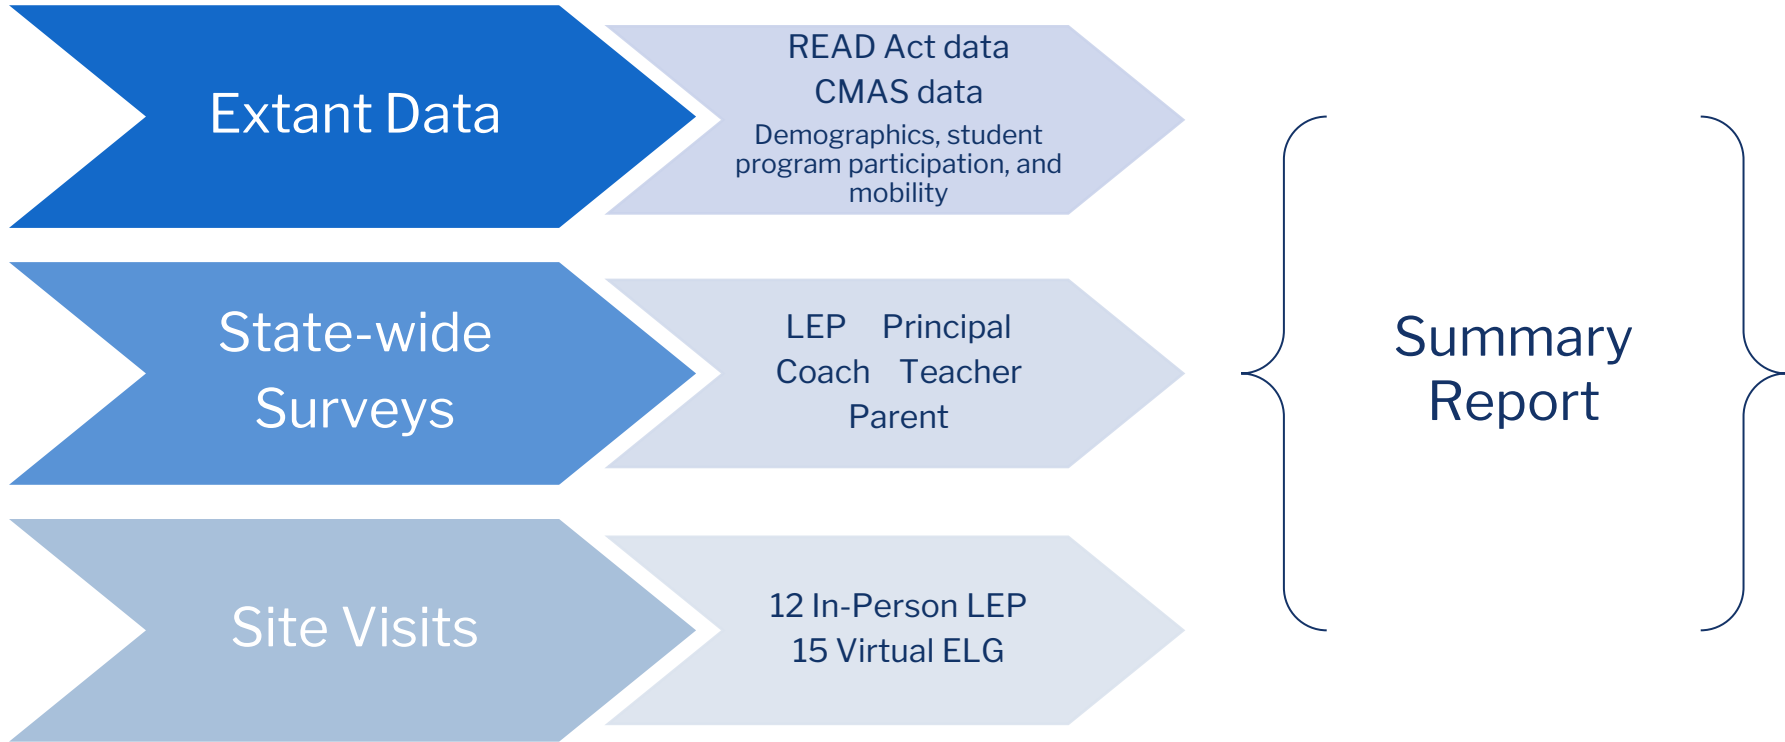 Extant Data
READ Act data
CMAS data
Demographics, student
program participation, and
mobility
State-wide
Surveys
LEP Principal
Coach Teacher
Parent
Site Visits
12 In-Person LEP
15 Virtual ELG
Summary
Report